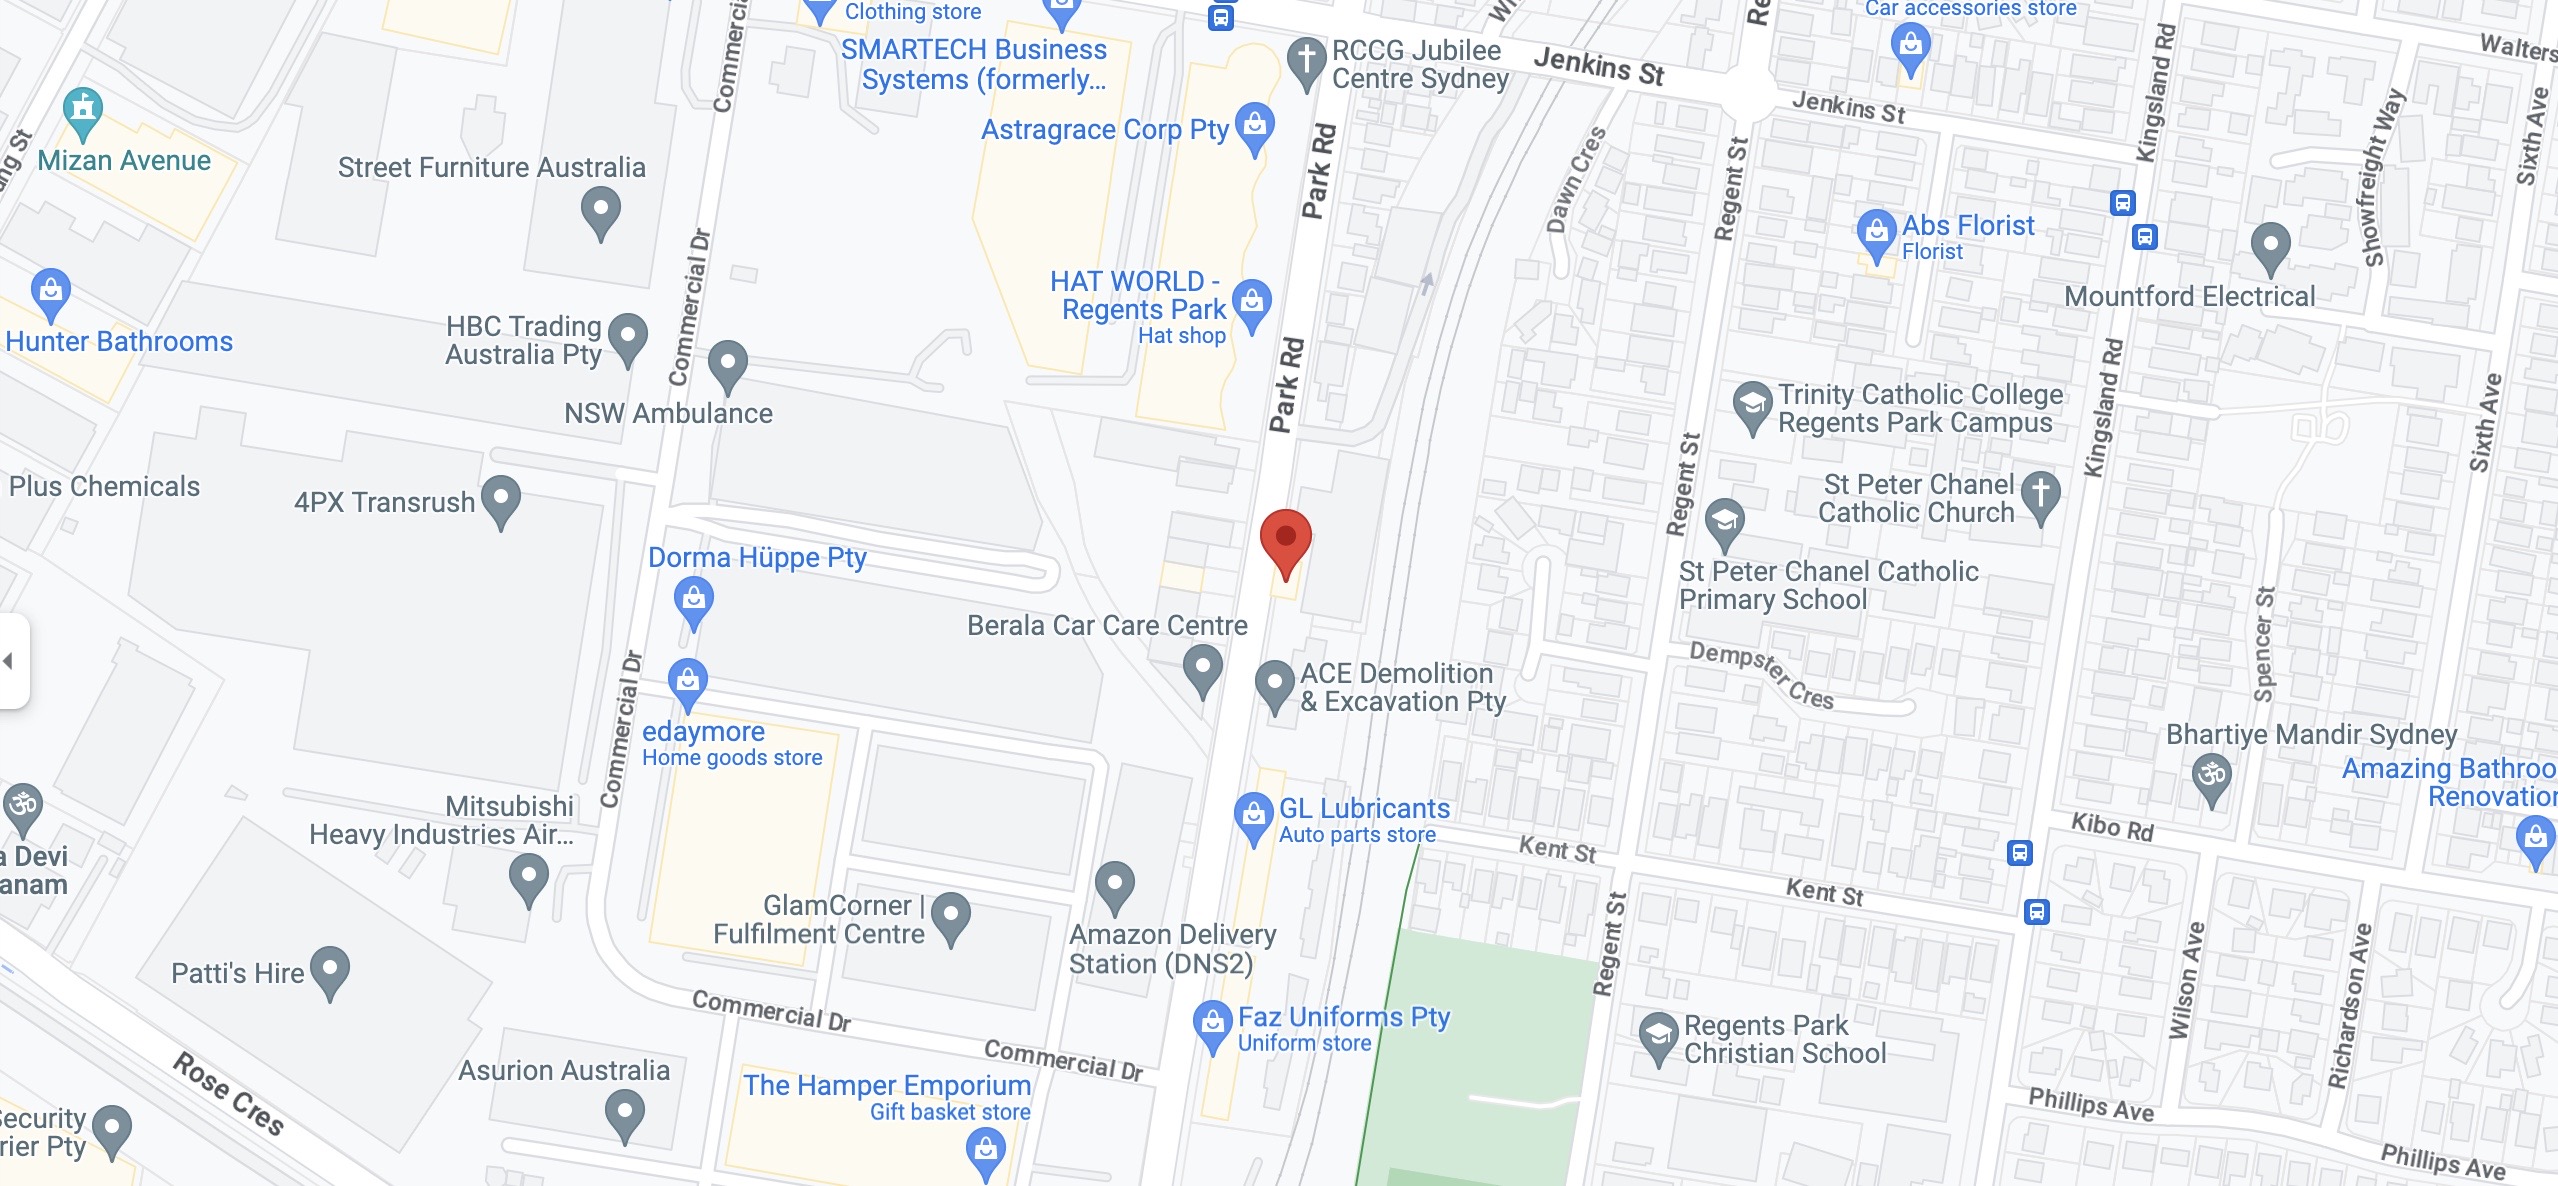 Clothing store
SMARTECH Business
Systems (formerly...
RCCG Jubilee
Centre Sydney
Jenkins St
Car accessories store
Walters
Commercial
Kingsland Rd
Jenkins St
Astragrace Corp Pty
Park Rd
Dawn Cres
Regent St
Showfreight Way
Sixth Ave
Mizan Avenue
Street Furniture Australia
Abs Florist
Florist
Mountford Electrical
Commercial Dr
HAT WORLD -
Regents Park
Hat shop
Hunter Bathrooms
HBC Trading
Australia Pty
NSW Ambulance
Park Rd
Trinity Catholic College
Regents Park Campus
Kingsland Rd
Sixth Ave
Plus Chemicals
4PX Transrush
Regent St
St Peter Chanel
Catholic Church
Dorma Hüppe Pty
St Peter Chanel Catholic
Primary School
Berala Car Care Centre
Spencer St
Dempster Cres
ACE Demolition
& Excavation Pty
Commercial Dr
edaymore
Home goods store
Bhartiye Mandir Sydney
Amazing Bathroo
Renovation
Mitsubishi
Heavy Industries Air...
GL Lubricants
Auto parts store
Kibo Rd
Kent St
a Devi
anam
Kent St
GlamCorner |
Fulfilment Centre
Amazon Delivery
Station (DNS2)
Regent St
Wilson Ave
Richardson Ave
Patti's Hire
Commercial Dr
Faz Uniforms Pty
Uniform store
Regents Park
Christian School
Commercial Dr
Rose Cres
Asurion Australia
The Hamper Emporium
Gift basket store
Phillips Ave
Security
rier Pty
Phillips Ave